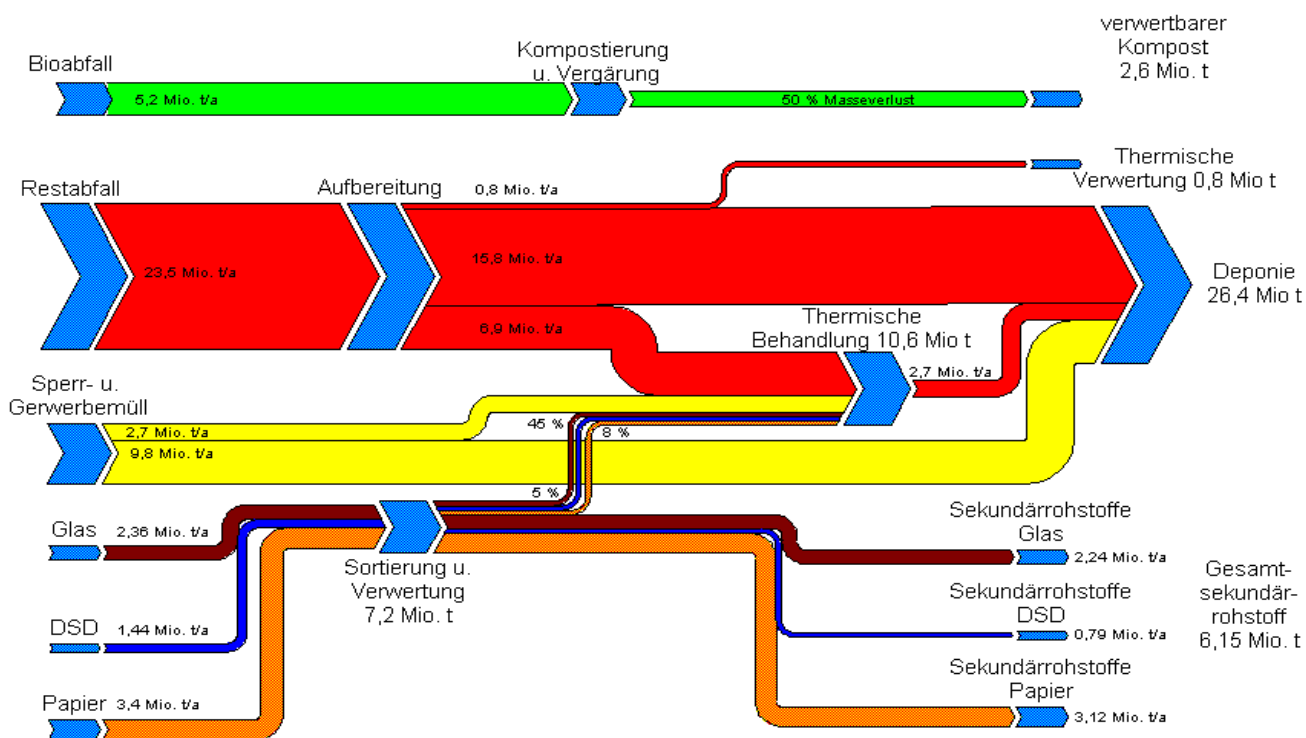 verwertbarer
Kompost
2,6 Mio. t
Kompostierung
u. Vergärung
Bioabfall
5,2 Mio. t/a
50 % Masseverlust
Thermische
Verwertung 0,8 Mio t
Restabfall
Aufbereitung
0,8 Mio. t/a
23,5 Mio. t/a
15,8 Mio. t/a
Deponie
26,4 Mio t
6,9 Mio. t/a
Thermische
Behandlung 10,6 Mio t
2,7 Mio. t/a
Sperr- u.
Gerwerbemüll
2,7 Mio. t/a
9,8 Mio. t/a
45 %
8 %
5 %
Glas
2,36 Mio. t/a
Sortierung u.
Verwertung
7,2 Mio. t
DSD
1,44 Mio. t/a
Papier
3,4 Mio. t/a
Sekundärrohstoffe
Glas
2,24 Mio. t/a
Sekundärrohstoffe
DSD
0,79 Mio. t/a
Sekundärrohstoffe
Papier
3,12 Mio. t/a
Gesamt-
sekundär-
rohstoff
6,15 Mio. t